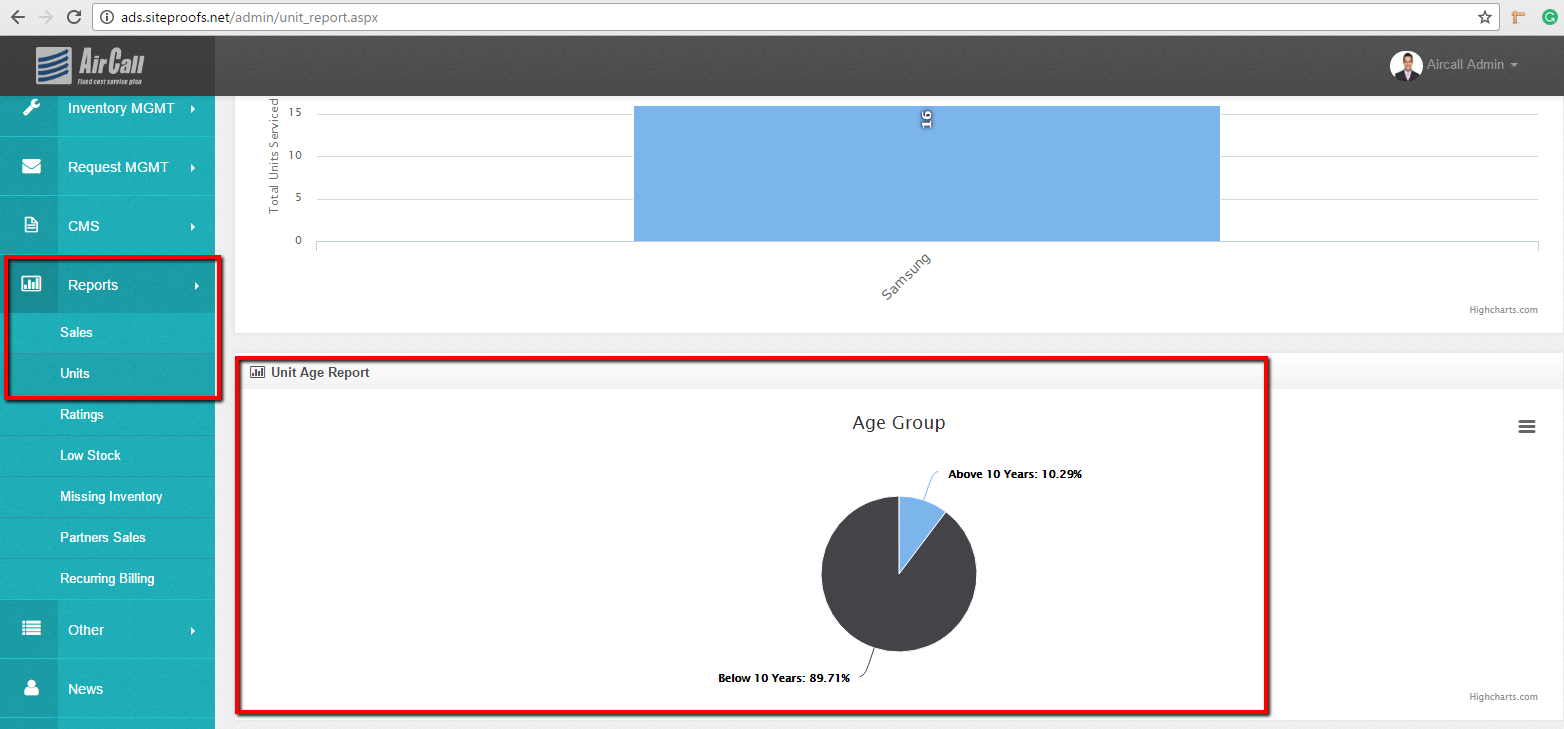 ads.siteproofs.net/admin/unit_report.aspx
AirCall
Fixed cost service plan
Aircall Admin
Inventory MGMT
Request MGMT
CMS
Reports
Sales
Units
Ratings
Low Stock
Missing Inventory
Partners Sales
Recurring Billing
Other
News
Total Units Serviced
15
10
5
0
16
Samsung
Highcharts.com
Unit Age Report
Age Group
Above 10 Years: 10.29%
Below 10 Years: 89.71%
Highcharts.com